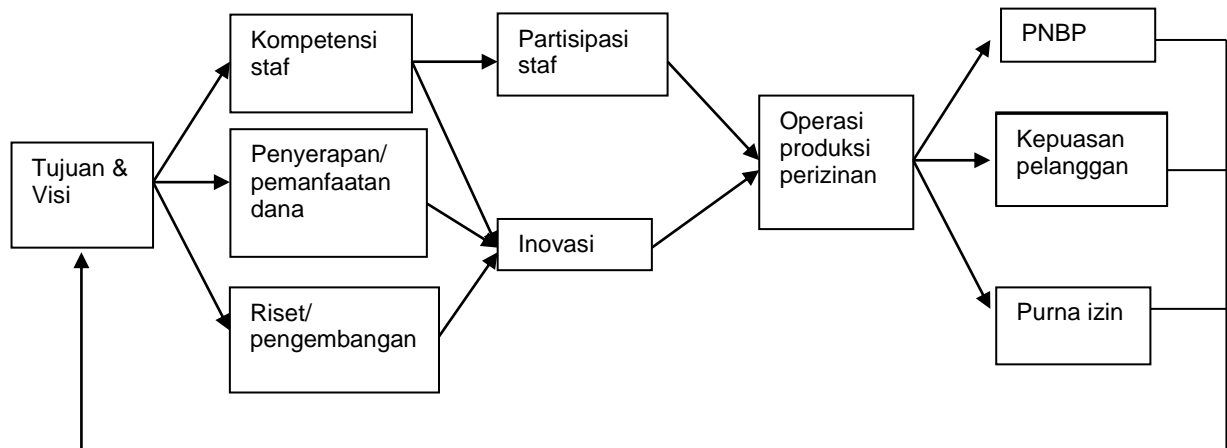 Tujuan &
Visi
Kompetensi
staf
Penyerapan/
pemanfaatan
dana
Riset/
pengembangan
Partisipasi
staf
Inovasi
Operasi
produksi
perizinan
PNBP
Kepuasan
pelanggan
Purna izin